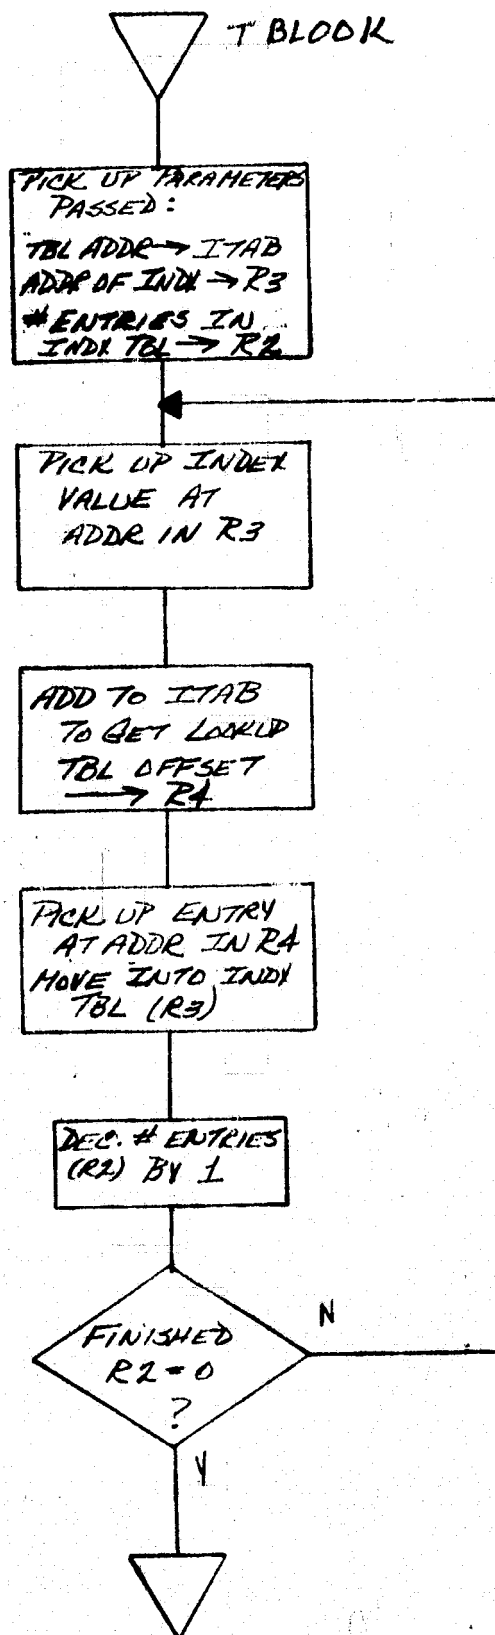 TBLOOK
PICK UP PARAMETERS
PASSED:
TBL ADDR → ITAB
ADDR OF INDX → R3
# ENTRIES IN
INDX TBL → R2
PICK UP INDEX
VALUE AT
ADDR IN R3
ADD TO ITAB
TO GET LOOKUP
TBL OFFSET
→ R4
PICK UP ENTRY
AT ADDR IN R4
MOVE INTO INDX
TBL (R3)
DEC. # ENTRIES
(R2) BY 1
N
FINISHED
R2=0
?
Y